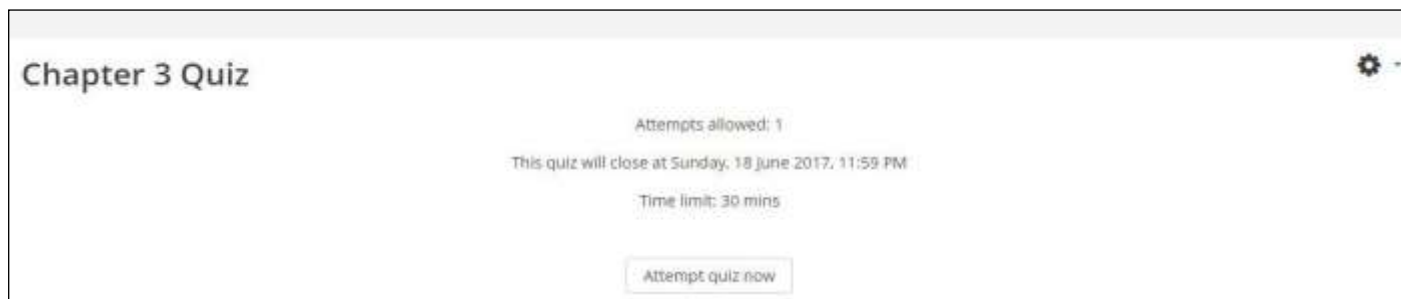 Chapter 3 Quiz
Attempts allowed: 1
This quiz will close at Sunday, 18 June 2017, 11:59 PM
Time limit: 30 mins
Attempt quiz now